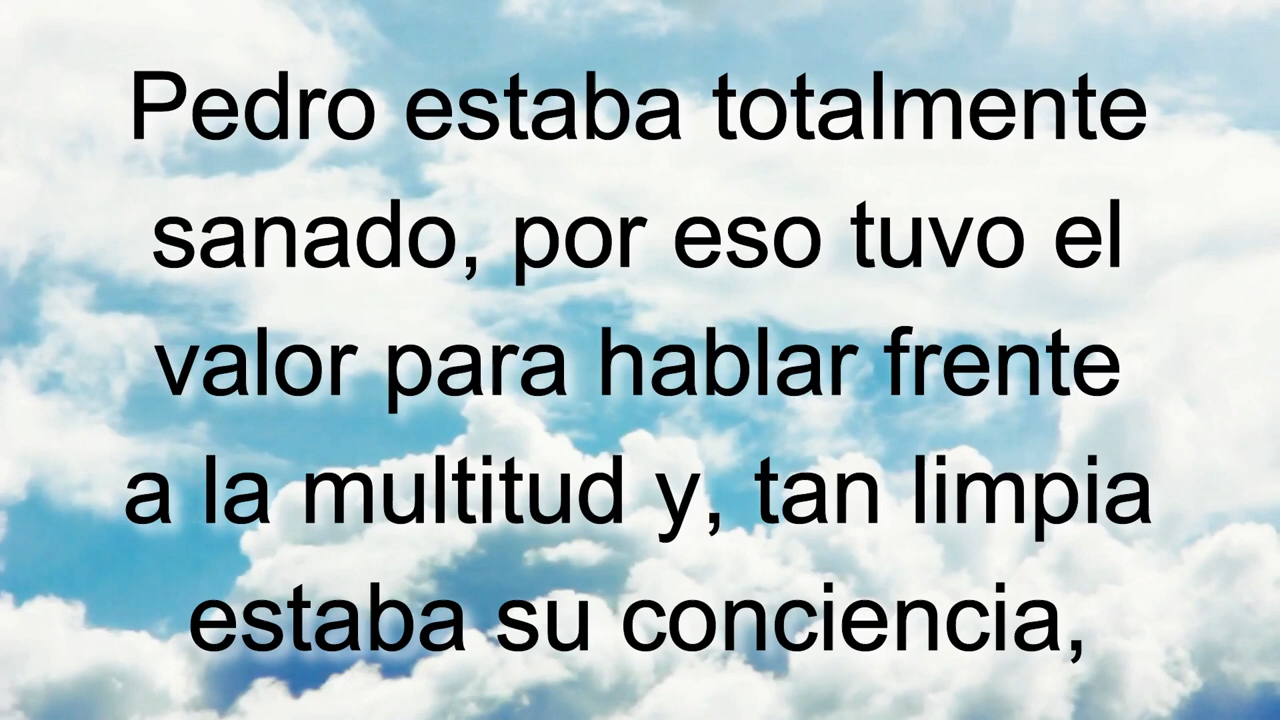 Pedro estaba totalmente
sanado, por eso tuvo el
valor para hablar frente
a la multitud y, tan limpia
estaba su conciencia,